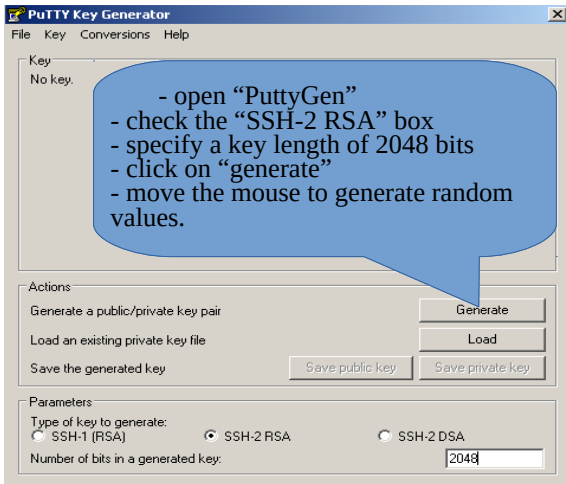 PuTTY Key Generator
File Key Conversions Help
Key
No key.
- open “PuttyGen”
- check the “SSH-2 RSA” box
- specify a key length of 2048 bits
- click on “generate”
- move the mouse to generate random
values.
Actions
Generate a public/private key pair
Generate
Load an existing private key file
Load
Save the generated key
Save public key
Save private key
Parameters
Type of key to generate:
SSH-1 (RSA)
SSH-2 RSA
SSH-2 DSA
Number of bits in a generated key:
2048